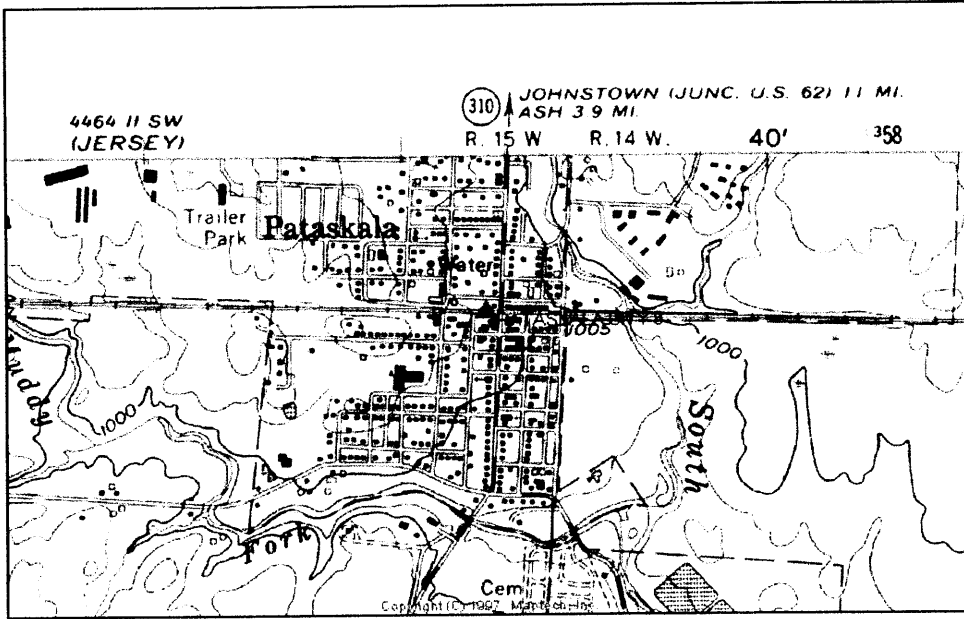 310
JOHNSTOWN (JUNC. U.S. 62) 11 MI.
ASH 3.9 MI.
4464 II SW
(JERSEY)
R. 15 W
R. 14 W.
40'
358
Trailer
Park
Pataskala
Water
1005
1000
Muddy
1000
South
Fork
Cem
Copyright (C) 1997, Maptech, Inc.